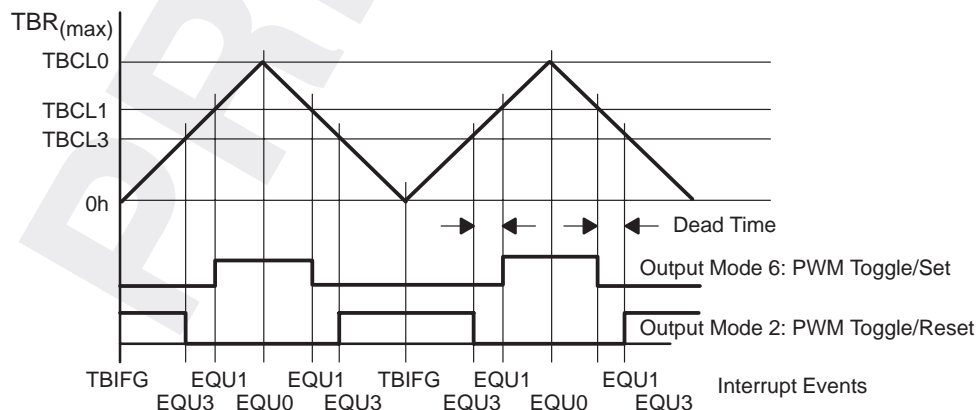 TBR(max)
TBCL0
TBCL1
TBCL3
0h
Dead Time
Output Mode 6: PWM Toggle/Set
Output Mode 2: PWM Toggle/Reset
TBIFG EQU1 EQU1 TBIFG EQU1 EQU1 Interrupt Events
EQU3 EQU0 EQU3 EQU3 EQU0 EQU3